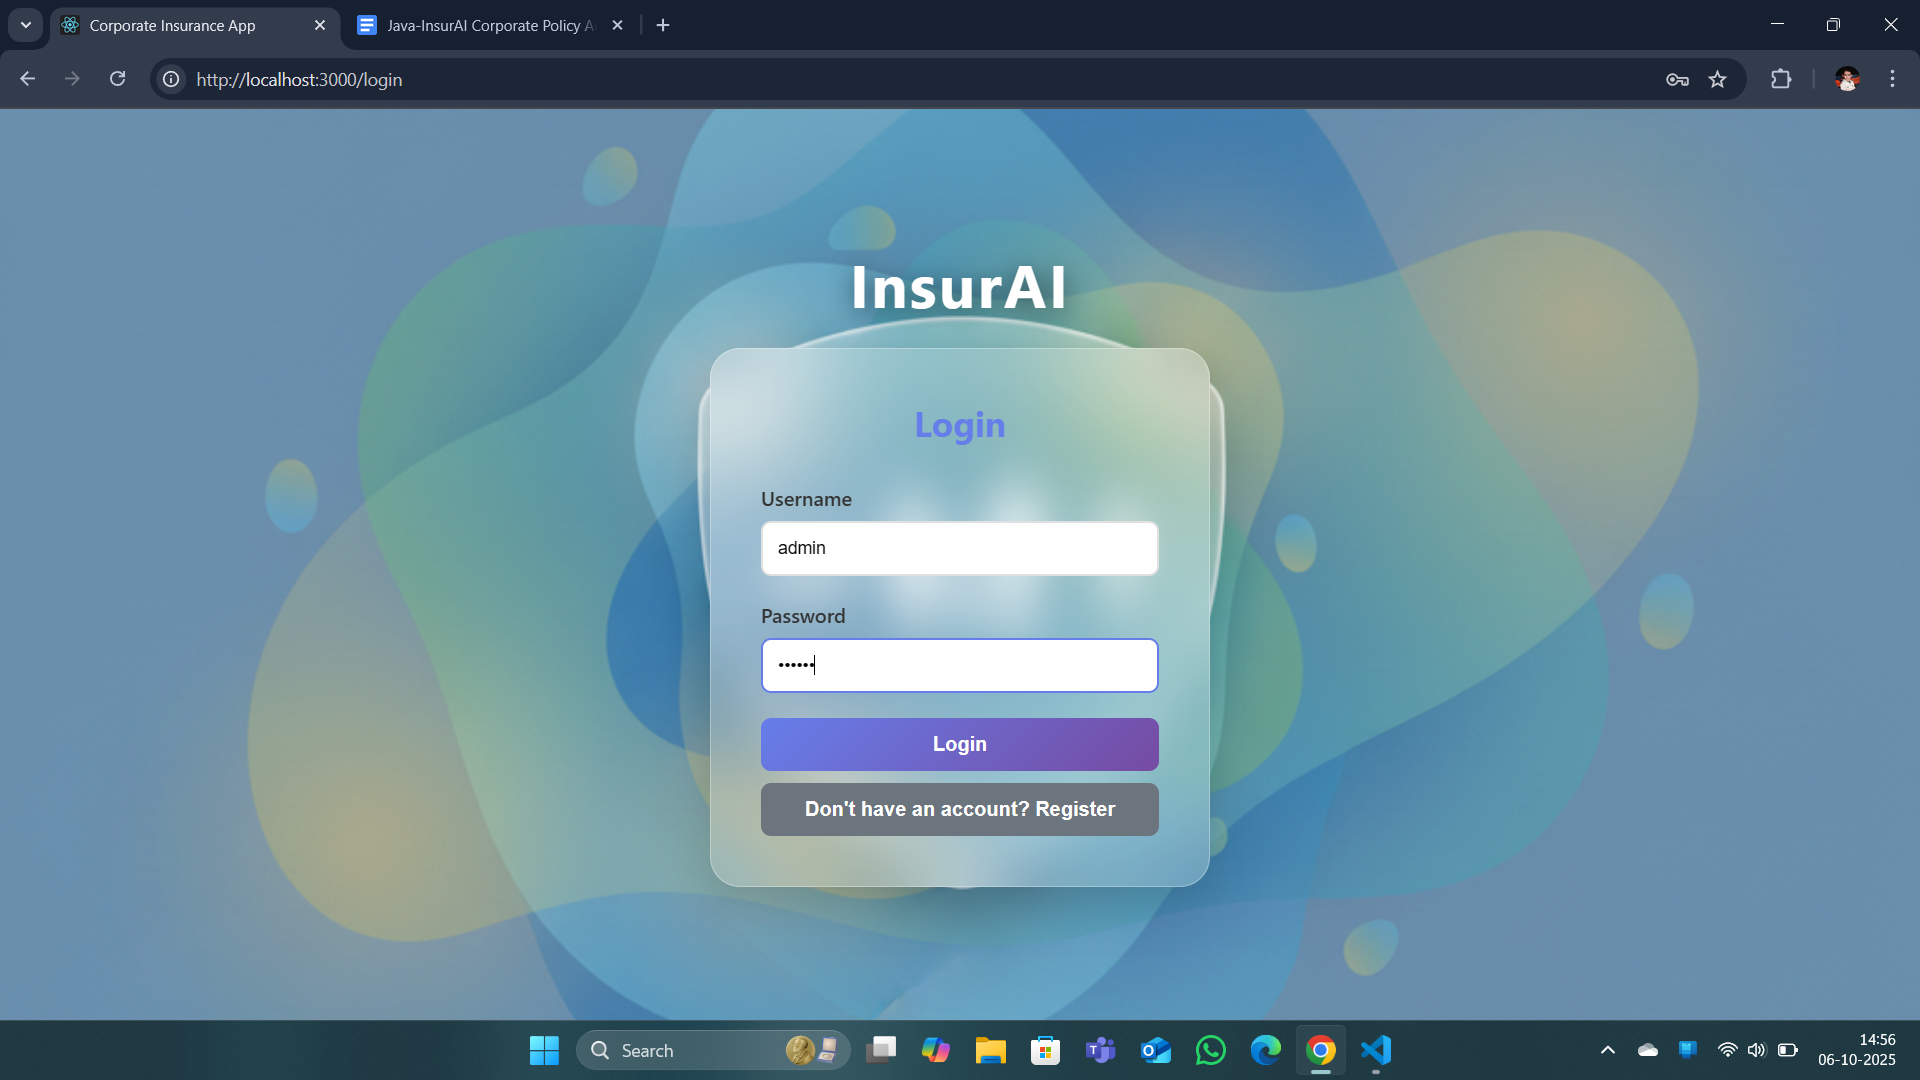 Corporate Insurance App
Java-InsurAI Corporate Policy A
http://localhost:3000/login
InsurAI
Login
Username
admin
Password
••••••
Login
Don't have an account? Register
Search
14:56
06-10-2025